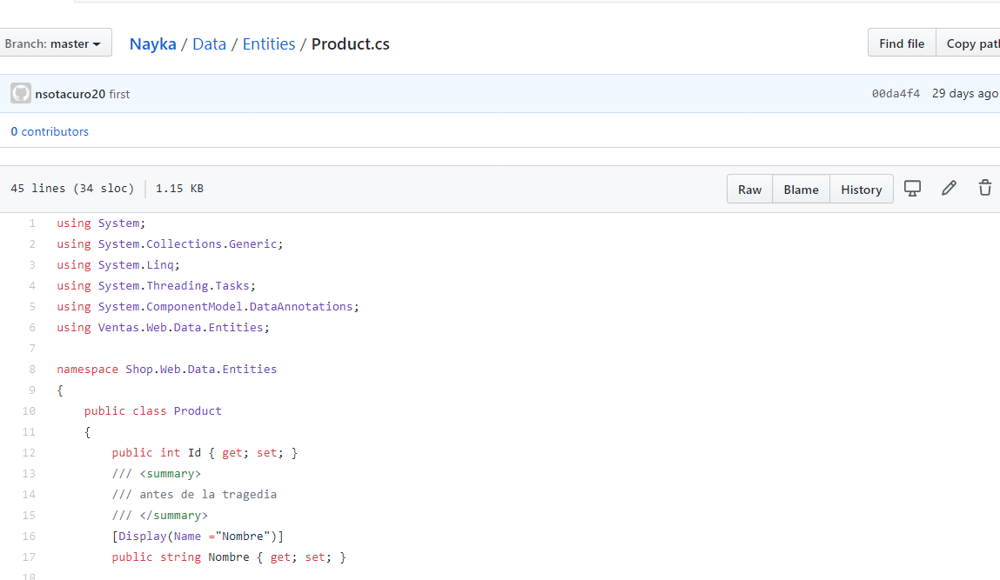 Branch: master
Nayka / Data / Entities / Product.cs
Find file
Copy path
nsotacuro20 first
00da4f4 29 days ago
0 contributors
45 lines (34 sloc) 1.15 KB
Raw Blame History
1 using System;
2 using System.Collections.Generic;
3 using System.Linq;
4 using System.Threading.Tasks;
5 using System.ComponentModel.DataAnnotations;
6 using Ventas.Web.Data.Entities;
7
8 namespace Shop.Web.Data.Entities
9 {
10 public class Product
11 {
12 public int Id { get; set; }
13 /// <summary>
14 /// antes de la tragedia
15 /// </summary>
16 [Display(Name ="Nombre")]
17 public string Nombre { get; set; }
18